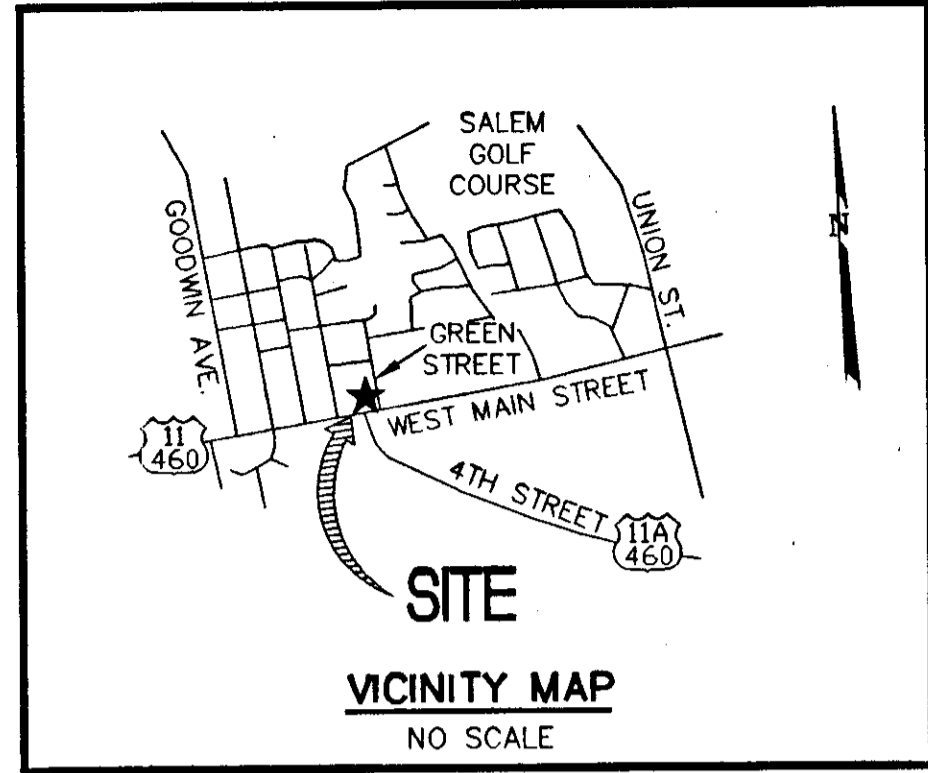 SALEM
GOLF
COURSE
GOODWIN AVE.
UNION ST.
N
GREEN
STREET
WEST MAIN STREET
11
460
4TH STREET
11A
460
SITE
VICINITY MAP
NO SCALE